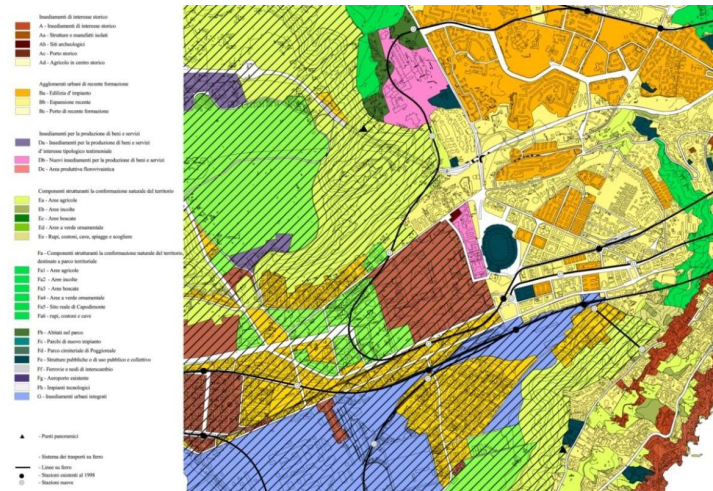 Insediamenti di interesse storico
A - Insediamenti di interesse storico
Aa - Strutture e manufatti isolati
Ab - Siti archeologici
Ac - Porto storico
Ad - Agricolo in centro storico
Agglomerati urbani di recente formazione
Ba - Edilizia d' impianto
Bb - Espansione recente
Bc - Porto di recente formazione
Insediamenti per la produzione di beni e servizi
Da - Insediamenti per la produzione di beni e servizi
d'interesse tipologico testimoniale
Db - Nuovi insediamenti per la produzione di beni e servizi
Dc - Area produttiva florovivaistica
Componenti strutturanti la conformazione naturale del territorio
Ea - Aree agricole
Eb - Aree incolte
Ec - Aree boscate
Ed - Aree a verde ornamentale
Ee - Rupi, costoni, cave, spiagge e scogliere
Fa - Componenti strutturanti la conformazione naturale del territorio,
destinate a parco territoriale
Fa1 - Aree agricole
Fa2 - Aree incolte
Fa3 - Aree boscate
Fa4 - Aree a verde ornamentale
Fa5 - Sito reale di Capodimonte
Fa6 - rupi, costoni e cave
Fb - Abitati nel parco
Fc - Parchi di nuovo impianto
Fd - Parco cimiteriale di Poggioreale
Fe - Strutture pubbliche o di uso pubblico e collettivo
Ff - Ferrovie e nodi di interscambio
Fg - Aeroporto esistente
Fh - Impianti tecnologici
G - Insediamenti urbani integrati
- Punti panoramici
- Sistema dei trasporti su ferro
- Linee su ferro
- Stazioni esistenti al 1998
- Stazioni nuove